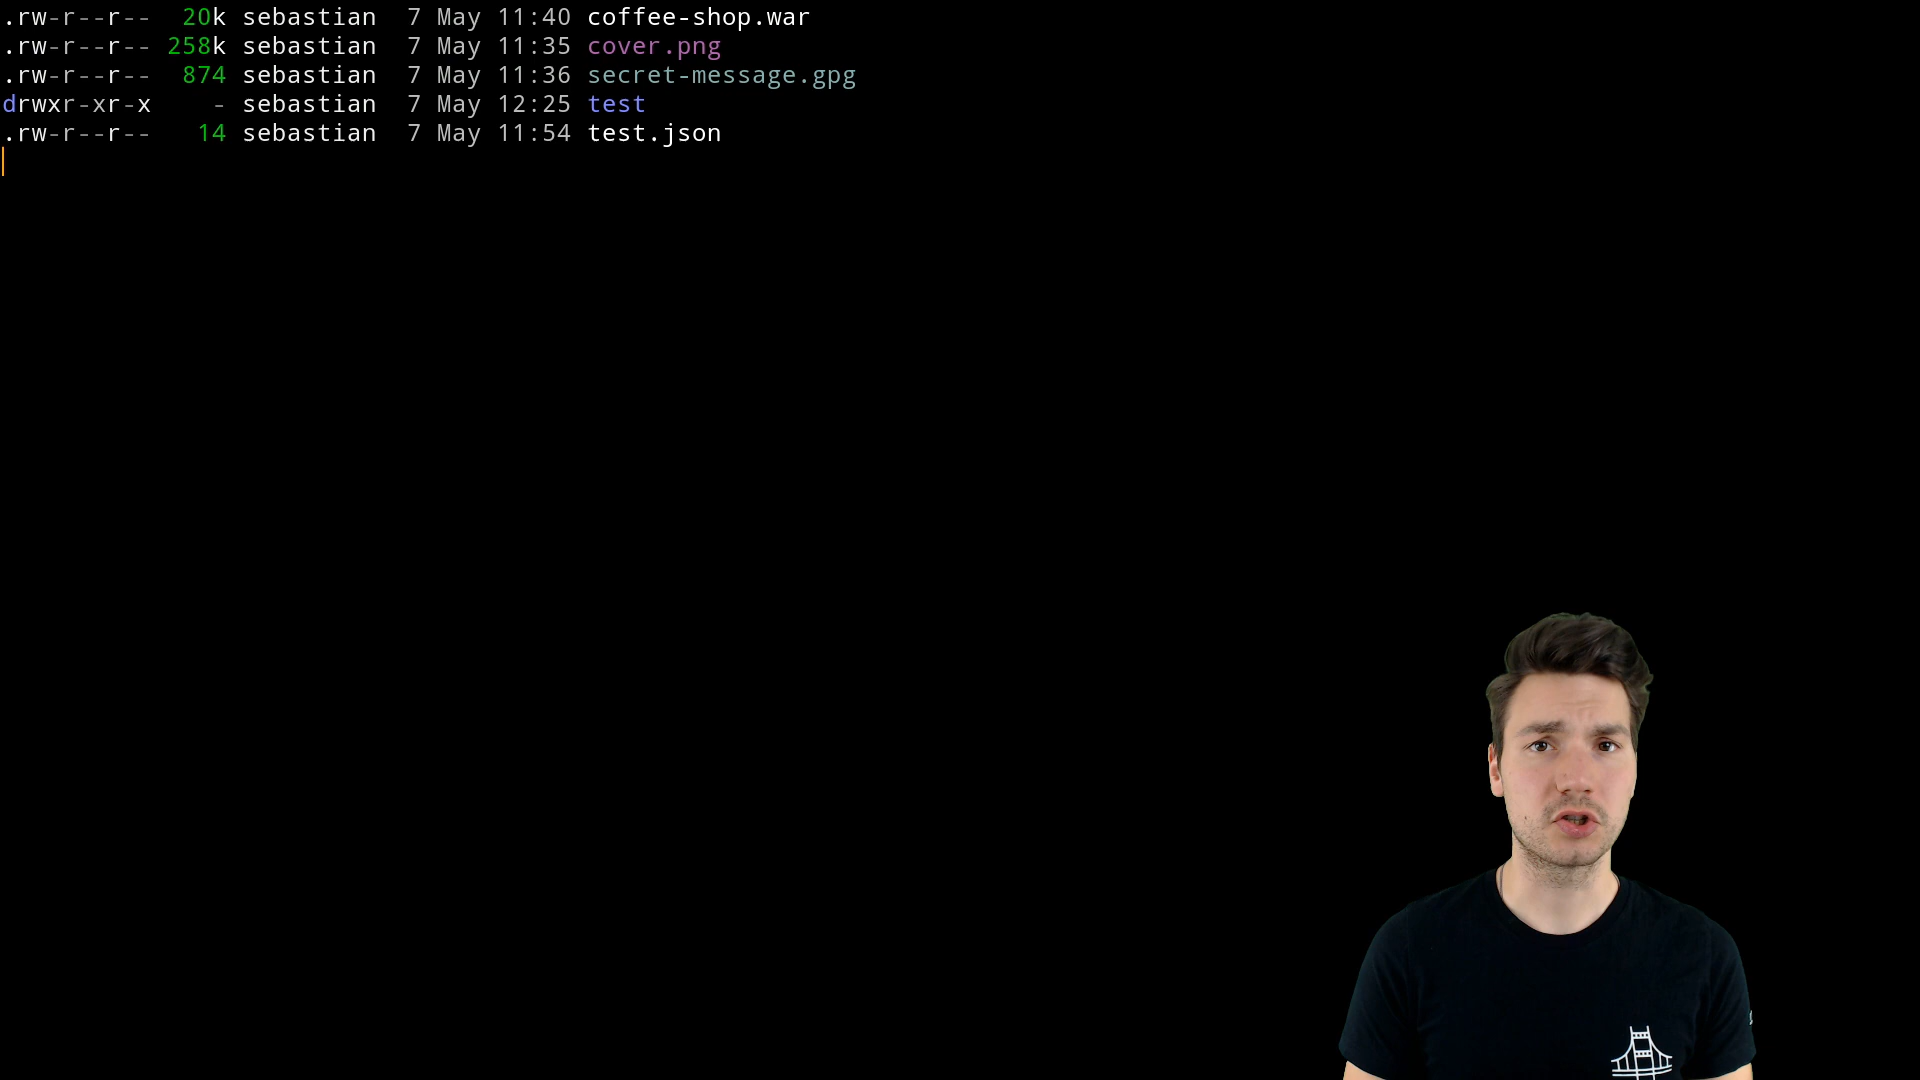 .rw-r--r--  20k sebastian  7 May 11:40 coffee-shop.war
.rw-r--r-- 258k sebastian  7 May 11:35 cover.png
.rw-r--r--  874 sebastian  7 May 11:36 secret-message.gpg
drwxr-xr-x    - sebastian  7 May 12:25 test
.rw-r--r--   14 sebastian  7 May 11:54 test.json